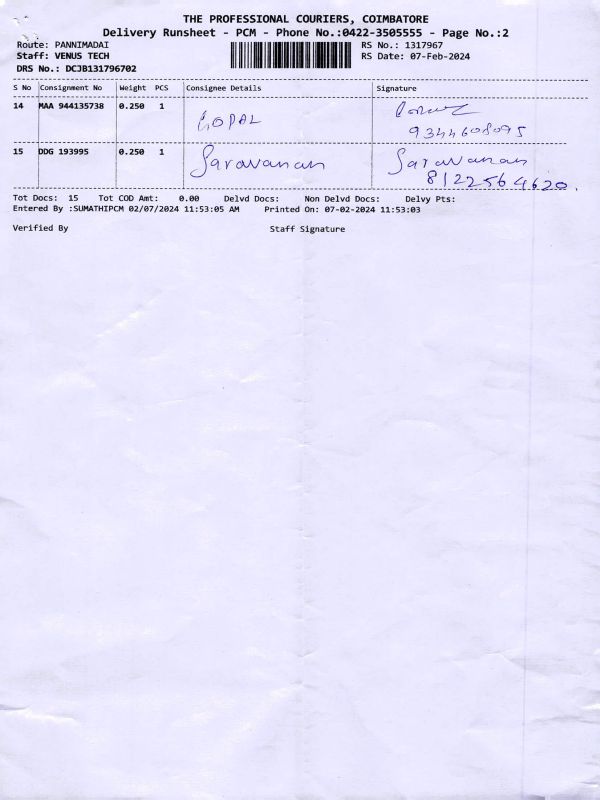 THE PROFESSIONAL COURIERS, COIMBATORE
Delivery Runsheet - PCM - Phone No.:0422-3505555 - Page No.:2
Route: PANNIMADAI RS No.: 1317967
Staff: VENUS TECH RS Date: 07-Feb-2024
DRS No.: DCJB131796702
S No Consignment No Weight PCS Consignee Details Signature
14 MAA 944135738 0.250 1 GOPAL
9344608095
15 DDG 193995 0.250 1 Saravanan Saravanan
8122564620.
Tot Docs: 15 Tot COD Amt: 0.00 Delvd Docs: Non Delvd Docs: Delvy Pts:
Entered By :SUMATHIPCM 02/07/2024 11:53:05 AM Printed On: 07-02-2024 11:53:03
Verified By Staff Signature